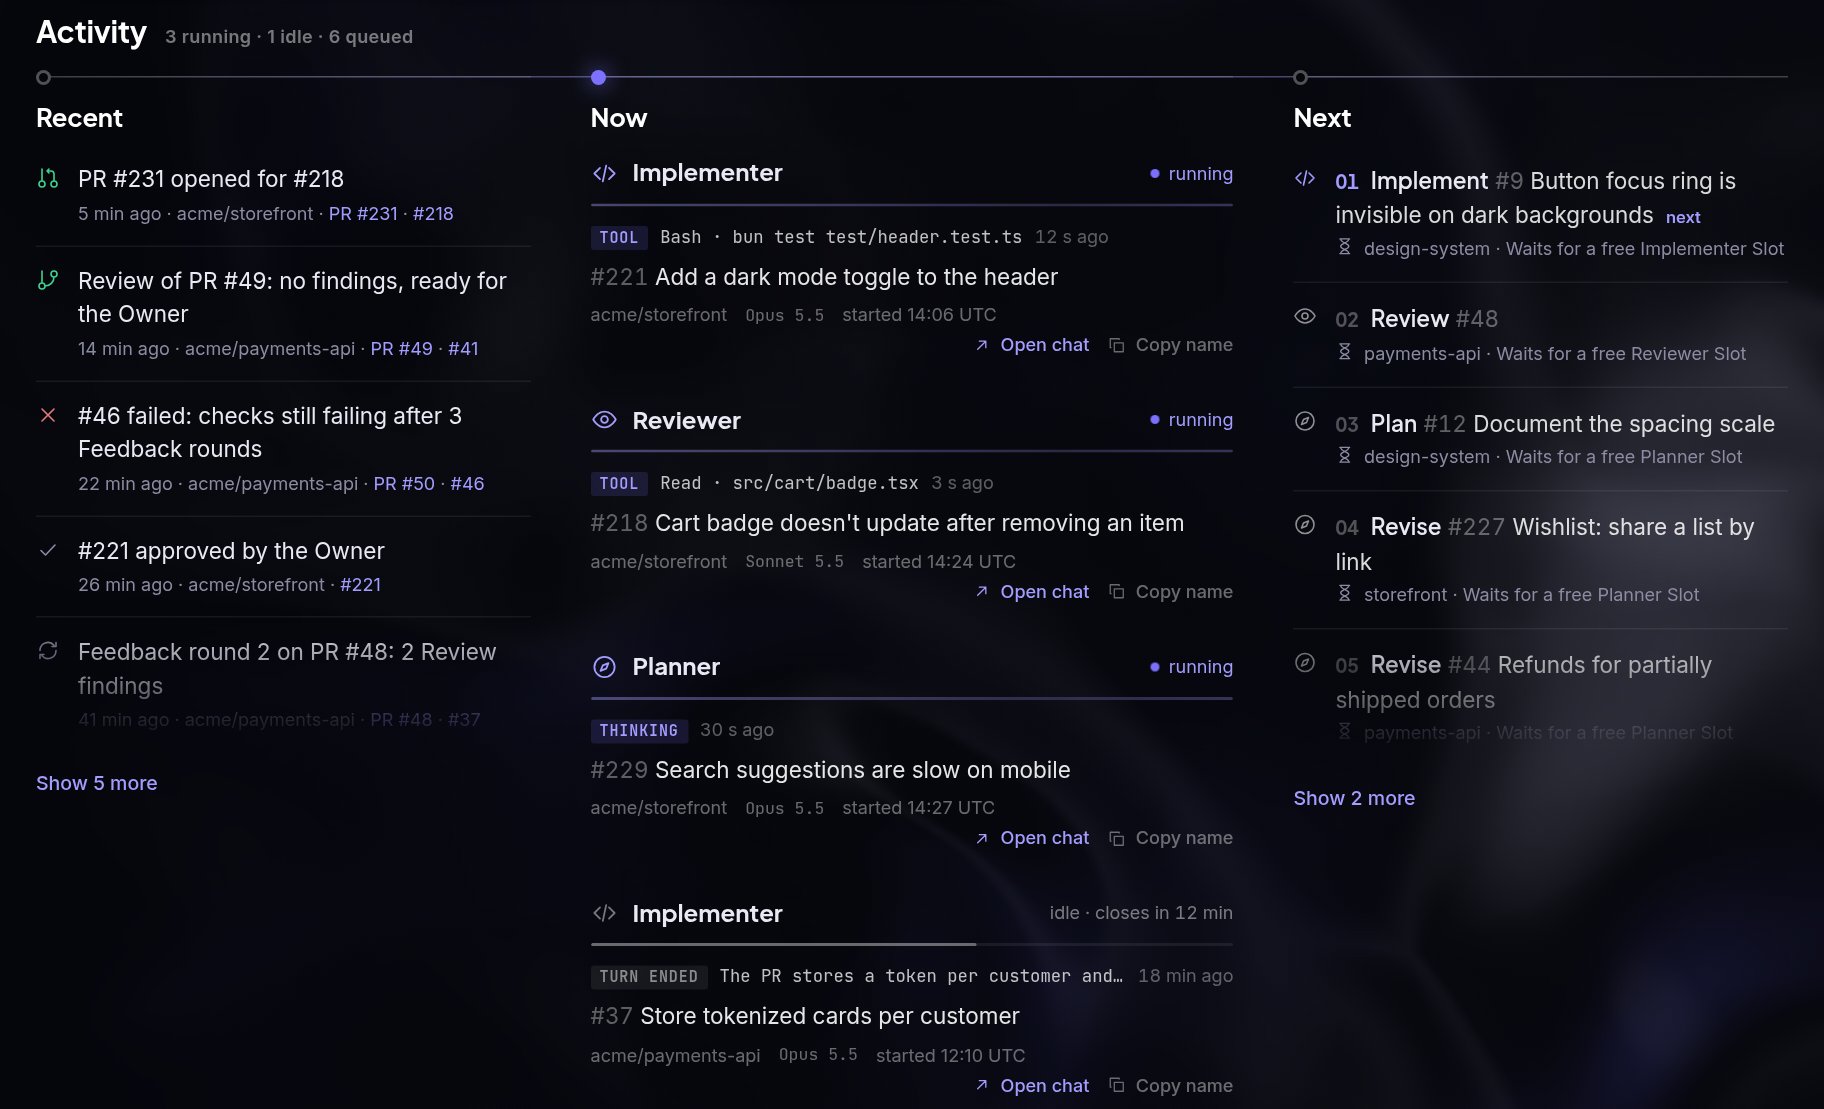 Activity 3 running · 1 idle · 6 queued
Recent
PR #231 opened for #218
5 min ago · acme/storefront · PR #231 · #218
Review of PR #49: no findings, ready for
the Owner
14 min ago · acme/payments-api · PR #49 · #41
#46 failed: checks still failing after 3
Feedback rounds
22 min ago · acme/payments-api · PR #50 · #46
#221 approved by the Owner
26 min ago · acme/storefront · #221
Feedback round 2 on PR #48: 2 Review
findings
41 min ago · acme/payments-api · PR #48 · #37
Show 5 more
Now
Implementer running
TOOL Bash · bun test test/header.test.ts 12 s ago
#221 Add a dark mode toggle to the header
acme/storefront Opus 5.5 started 14:06 UTC
Open chat Copy name
Reviewer running
TOOL Read · src/cart/badge.tsx 3 s ago
#218 Cart badge doesn't update after removing an item
acme/storefront Sonnet 5.5 started 14:24 UTC
Open chat Copy name
Planner running
THINKING 30 s ago
#229 Search suggestions are slow on mobile
acme/storefront Opus 5.5 started 14:27 UTC
Open chat Copy name
Implementer idle · closes in 12 min
TURN ENDED The PR stores a token per customer and… 18 min ago
#37 Store tokenized cards per customer
acme/payments-api Opus 5.5 started 12:10 UTC
Open chat Copy name
Next
01 Implement #9 Button focus ring is
invisible on dark backgrounds next
design-system · Waits for a free Implementer Slot
02 Review #48
payments-api · Waits for a free Reviewer Slot
03 Plan #12 Document the spacing scale
design-system · Waits for a free Planner Slot
04 Revise #227 Wishlist: share a list by
link
storefront · Waits for a free Planner Slot
05 Revise #44 Refunds for partially
shipped orders
payments-api · Waits for a free Planner Slot
Show 2 more